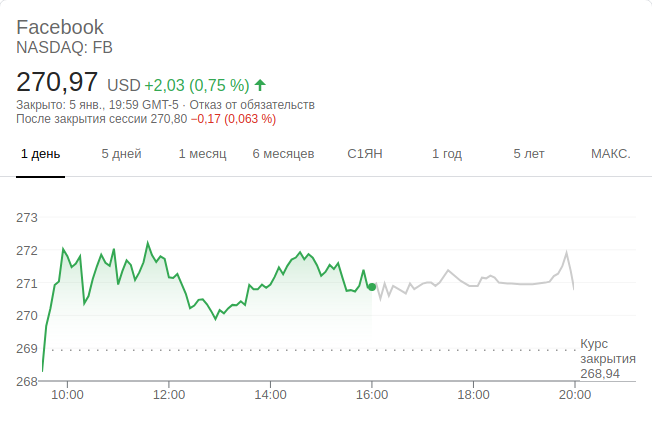 Facebook
NASDAQ: FB
270,97 USD +2,03 (0,75 %)
Закрыто: 5 янв., 19:59 GMT-5 · Отказ от обязательств
После закрытия сессии 270,80 −0,17 (0,063 %)
1 день 5 дней 1 месяц 6 месяцев С1ЯН 1 год 5 лет МАКС.
273
272
271
270
269
268
Курс
закрытия
268,94
10:00 12:00 14:00 16:00 18:00 20:00